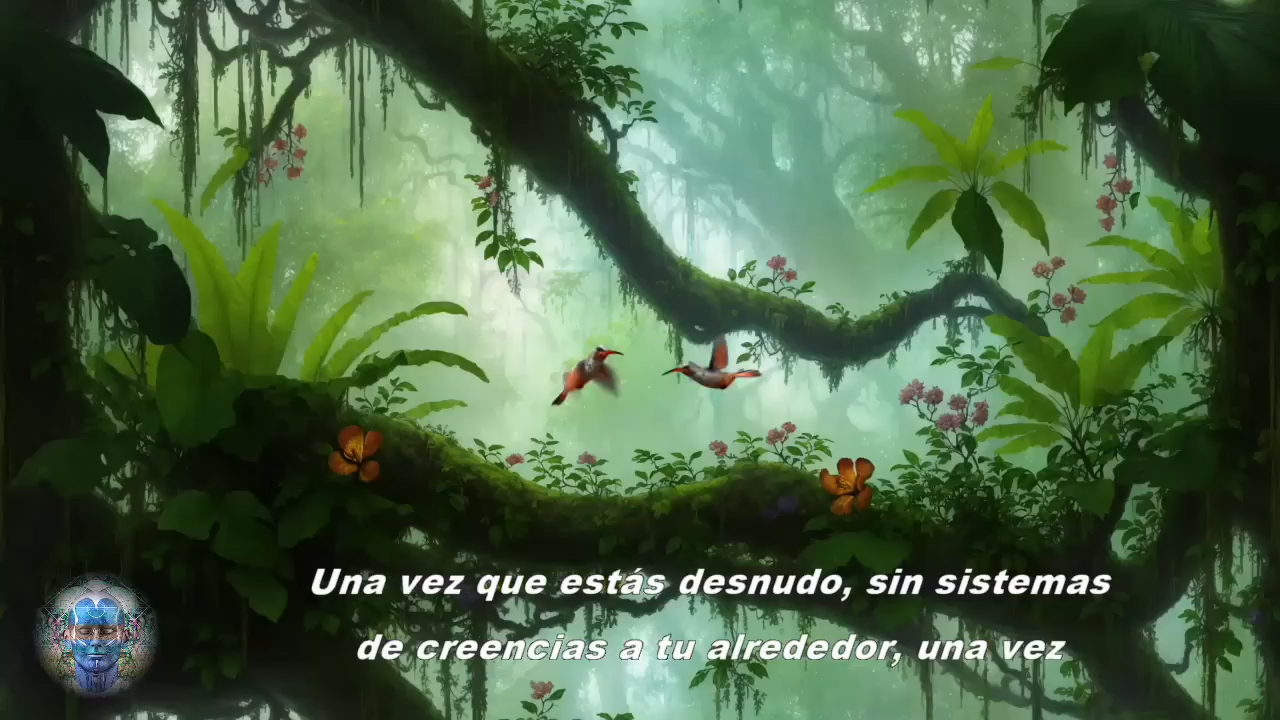 Una vez que estás desnudo, sin sistemas
de creencias a tu alrededor, una vez